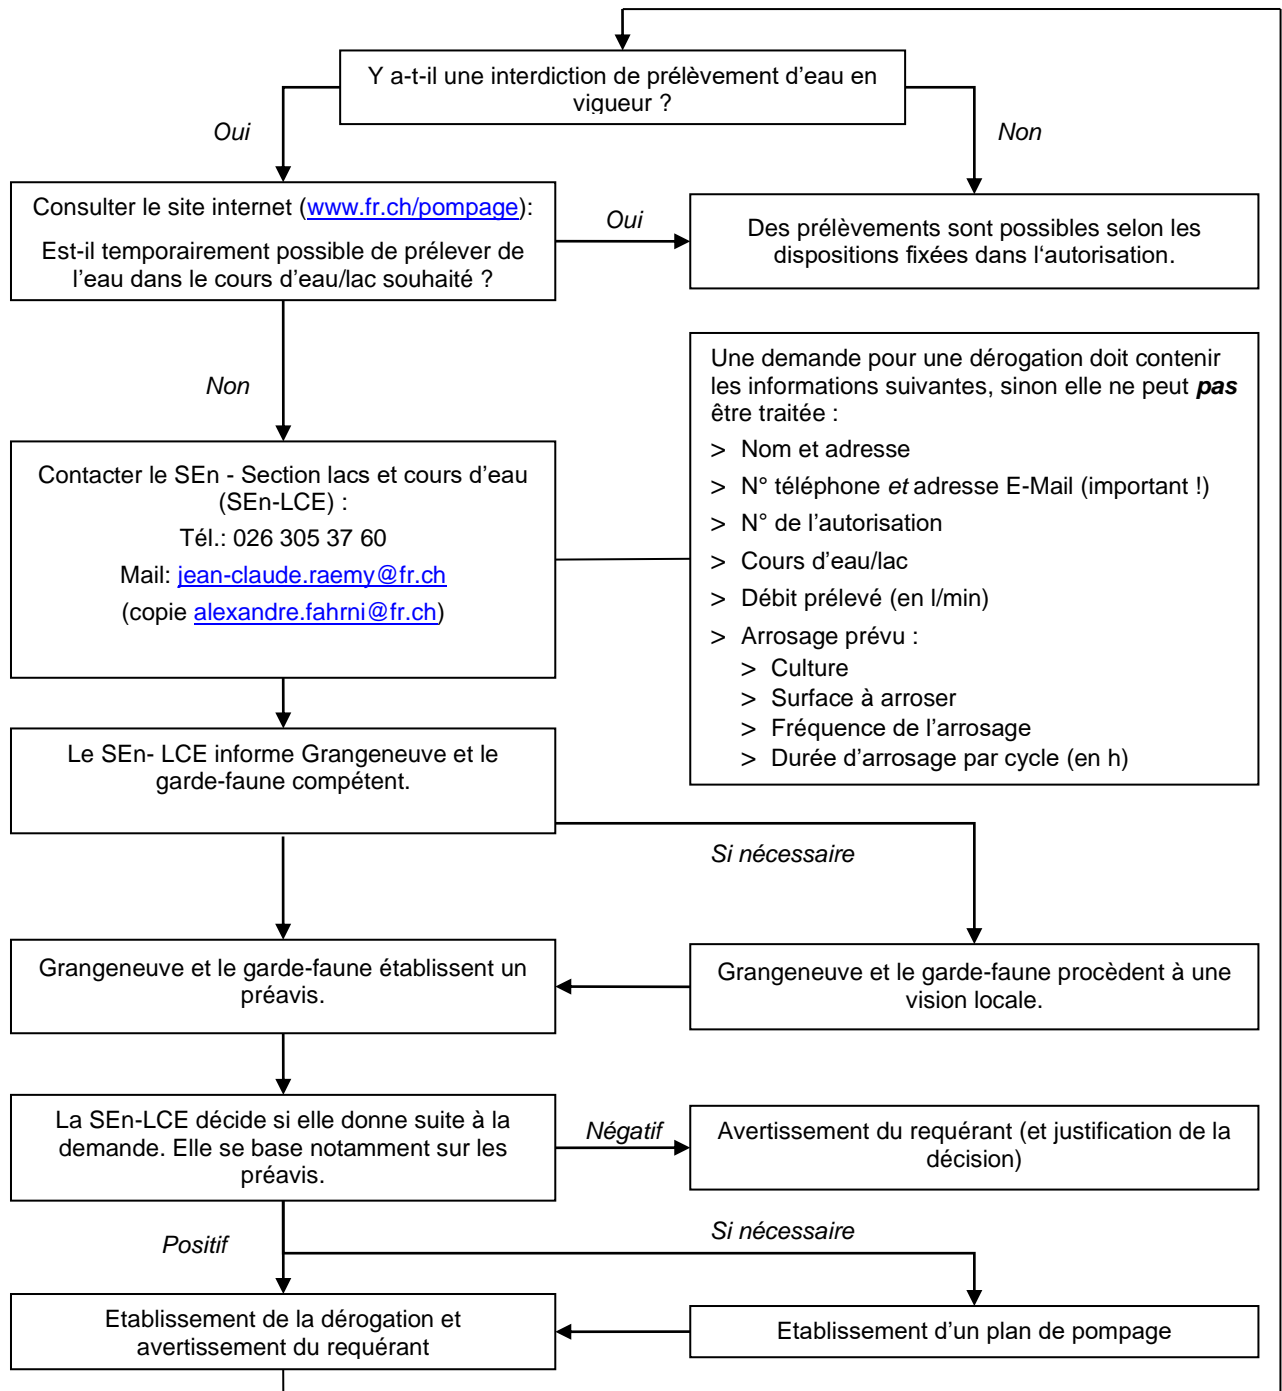 Y a-t-il une interdiction de prélèvement d'eau en
vigueur ?
Oui
Non
Consulter le site internet (www.fr.ch/pompage):
Est-il temporairement possible de prélever de
l'eau dans le cours d'eau/lac souhaité ?
Oui
Des prélèvements sont possibles selon les
dispositions fixées dans l'autorisation.
Non
Une demande pour une dérogation doit contenir
les informations suivantes, sinon elle ne peut pas
être traitée :
> Nom et adresse
> N° téléphone et adresse E-Mail (important !)
> N° de l'autorisation
> Cours d'eau/lac
> Débit prélevé (en l/min)
> Arrosage prévu :
> Culture
> Surface à arroser
> Fréquence de l'arrosage
> Durée d'arrosage par cycle (en h)
Contacter le SEn - Section lacs et cours d'eau
(SEn-LCE) :
Tél.: 026 305 37 60
Mail: jean-claude.raemy@fr.ch
(copie alexandre.fahrni@fr.ch)
Le SEn- LCE informe Grangeneuve et le
garde-faune compétent.
Si nécessaire
Grangeneuve et le garde-faune établissent un
préavis.
Grangeneuve et le garde-faune procèdent à une
vision locale.
La SEn-LCE décide si elle donne suite à la
demande. Elle se base notamment sur les
préavis.
Négatif
Avertissement du requérant (et justification de la
décision)
Positif
Si nécessaire
Etablissement de la dérogation et
avertissement du requérant
Etablissement d'un plan de pompage